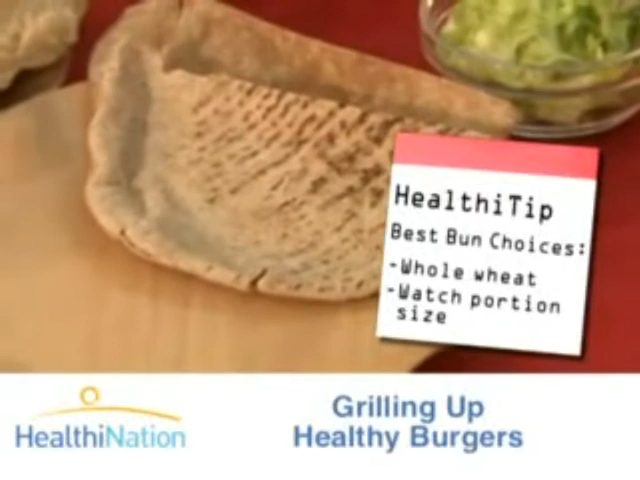 HealthiTip
Best Bun Choices:
-Whole wheat
-Watch portion
size
HealthiNation
Grilling Up
Healthy Burgers